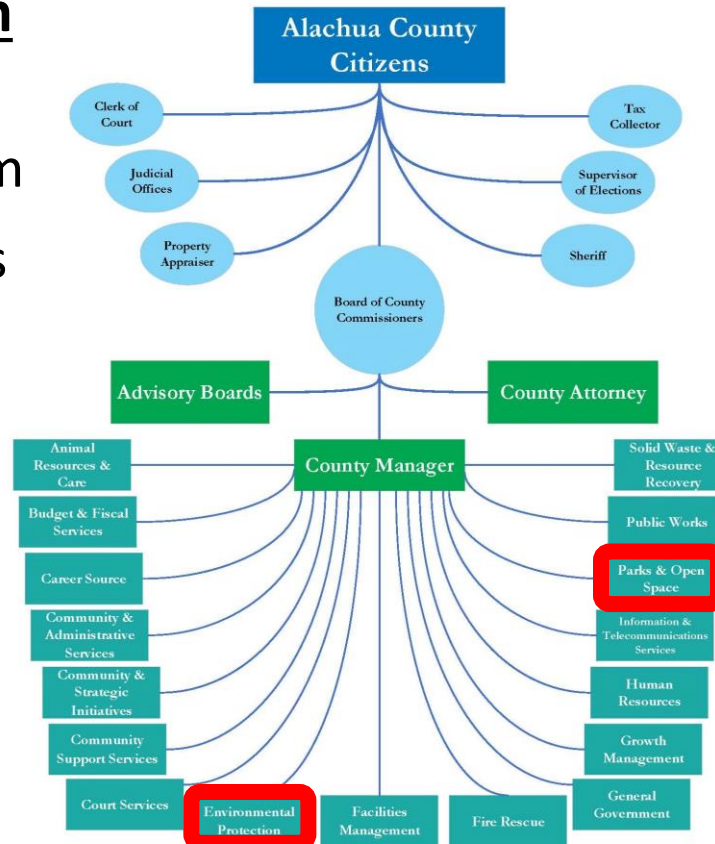 n
m
s
Alachua County
Citizens
Clerk of
Court
Tax
Collector
Judicial
Offices
Supervisor
of Elections
Property
Appraiser
Sheriff
Board of County
Commissioners
Advisory Boards
County Attorney
County Manager
Animal
Resources &
Care
Budget & Fiscal
Services
Career Source
Community &
Administrative
Services
Community &
Strategic
Initiatives
Community
Support Services
Court Services
Environmental
Protection
Facilities
Management
Fire Rescue
General
Government
Growth
Management
Human
Resources
Information &
Telecommunications
Services
Parks & Open
Space
Public Works
Solid Waste &
Resource
Recovery